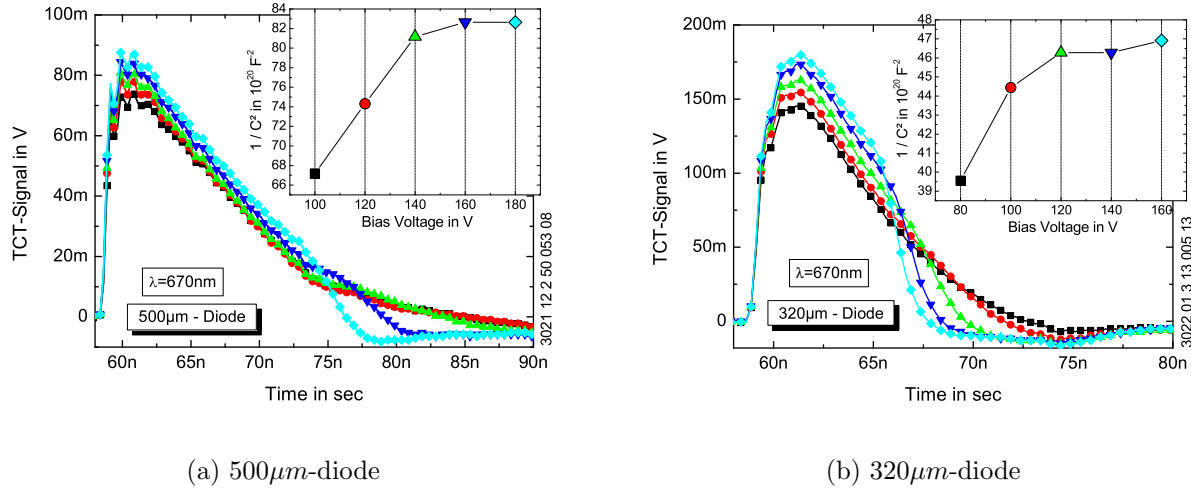 100m
80m
60m
40m
20m
0
60n 65n 70n 75n 80n 85n 90n
TCT-Signal in V
Time in sec
λ=670nm
500µm - Diode
3021 11 2 50 053 08
84
82
80
78
76
74
72
70
68
66
100 120 140 160 180
1 / C² in 10²⁰ F⁻²
Bias Voltage in V
(a) 500μm-diode
200m
150m
100m
50m
0
60n 65n 70n 75n 80n
TCT-Signal in V
Time in sec
λ=670nm
320µm - Diode
3022 01 3 13 005 13
48
47
46
45
44
43
42
41
40
39
60 80 100 120 140 160
1 / C² in 10²⁰ F⁻²
Bias Voltage in V
(b) 320μm-diode